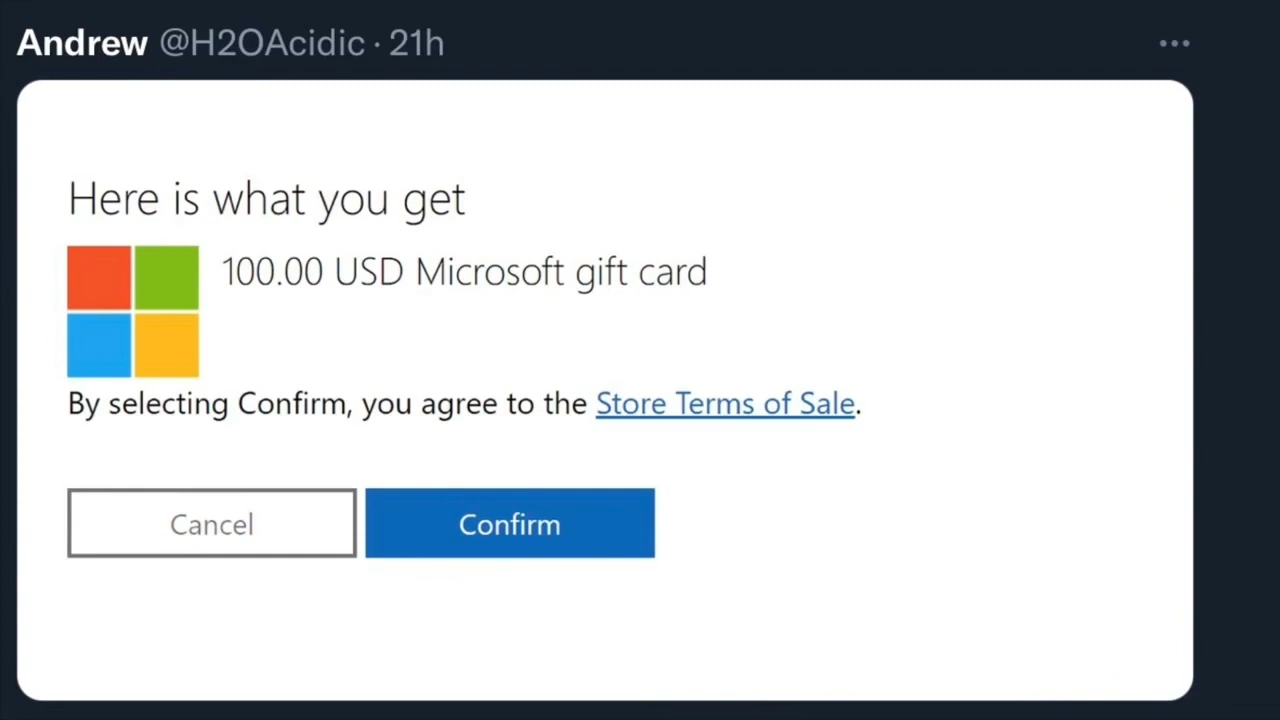 Andrew @H2OAcidic · 21h
Here is what you get
100.00 USD Microsoft gift card
By selecting Confirm, you agree to the Store Terms of Sale.
Cancel Confirm